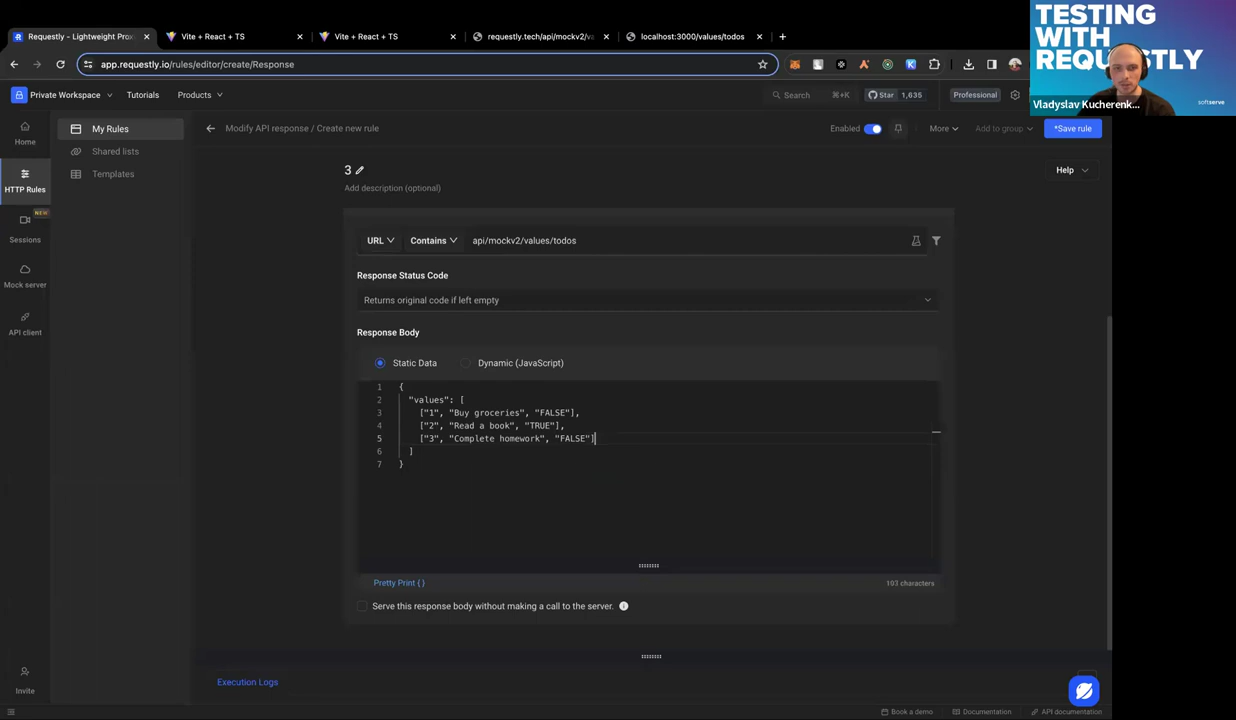 Requestly - Lightweight Prox
Vite + React + TS
Vite + React + TS
requestly.tech/api/mockv2/va
localhost:3000/values/todos
app.requestly.io/rules/editor/create/Response
TESTING
WITH
REQUESTLY
Vladyslav Kucherenk...
softserve
Private Workspace
Tutorials
Products
Search
⌘+K
Star
1,635
Professional
Home
HTTP Rules
NEW
Sessions
Mock server
API client
Invite
My Rules
Shared lists
Templates
Modify API response / Create new rule
Enabled
More
Add to group
*Save rule
3
Help
Add description (optional)
URL
Contains
api/mockv2/values/todos
Response Status Code
Returns original code if left empty
Response Body
Static Data
Dynamic (JavaScript)
1 {
2 "values": [
3 ["1", "Buy groceries", "FALSE"],
4 ["2", "Read a book", "TRUE"],
5 ["3", "Complete homework", "FALSE"]
6 ]
7 }
Pretty Print { }
103 characters
Serve this response body without making a call to the server.
Execution Logs
Book a demo
Documentation
API documentation